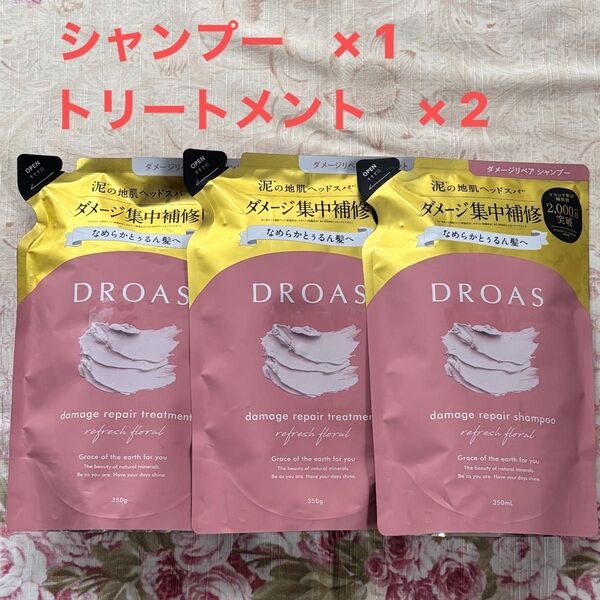 シャンプー ×1
トリートメント ×2
OPEN
ダメージリペア
泥の地肌ヘッドスパ
ダメージ集中補修
なめらかとぅるん髪へ
DROAS
damage repair treatment
refresh floral
Grace of the earth for you
The beauty of natural minerals.
Be as you are. Have your days shine.
350g
OPEN
ダメージリペア
泥の地肌ヘッドスパ
ダメージ集中補修
なめらかとぅるん髪へ
DROAS
damage repair treatment
refresh floral
Grace of the earth for you
The beauty of natural minerals.
Be as you are. Have your days shine.
350g
OPEN
ダメージリペア シャンプー
泥の地肌ヘッドスパ
ダメージ集中補修
なめらかとぅるん髪へ
2,000万
突破
DROAS
damage repair shampoo
refresh floral
Grace of the earth for you
The beauty of natural minerals.
Be as you are. Have your days shine.
350mL